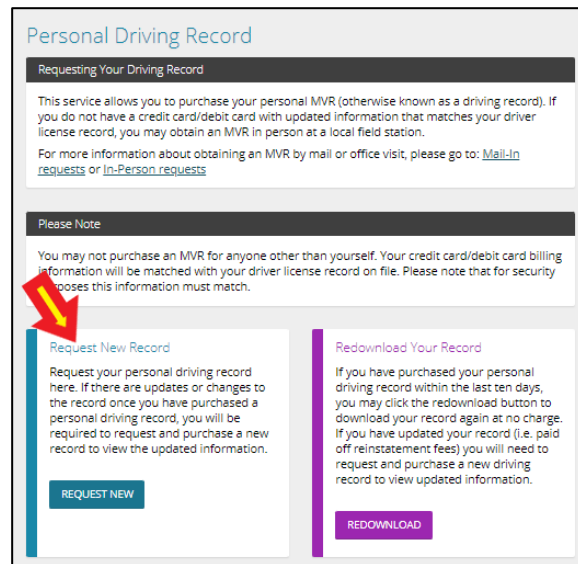 Personal Driving Record
Requesting Your Driving Record
This service allows you to purchase your personal MVR (otherwise known as a driving record). If
you do not have a credit card/debit card with updated information that matches your driver
license record, you may obtain an MVR in person at a local field station.
For more information about obtaining an MVR by mail or office visit, please go to: Mail-In
requests or In-Person requests
Please Note
You may not purchase an MVR for anyone other than yourself. Your credit card/debit card billing
information will be matched with your driver license record on file. Please note that for security
purposes this information must match.
Request New Record
Request your personal driving record
here. If there are updates or changes to
the record once you have purchased a
personal driving record, you will be
required to request and purchase a new
record to view the updated information.
REQUEST NEW
Redownload Your Record
If you have purchased your personal
driving record within the last ten days,
you may click the redownload button to
download your record again at no charge.
If you have updated your record (i.e. paid
off reinstatement fees) you will need to
request and purchase a new driving
record to view updated information.
REDOWNLOAD